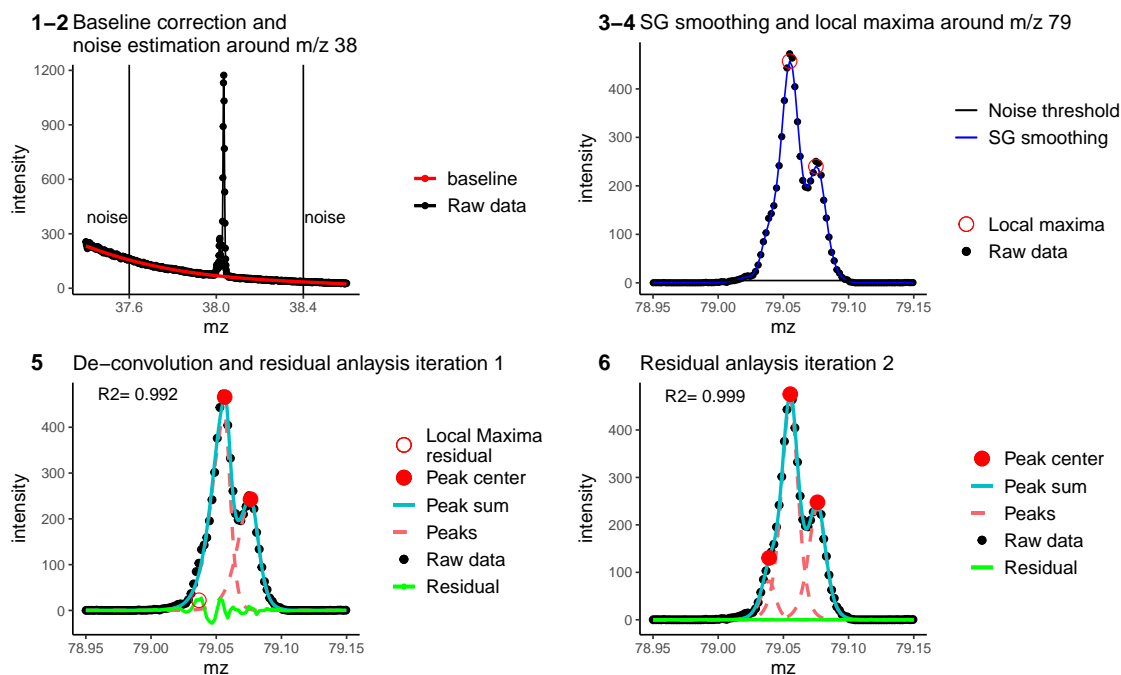 1−2 Baseline correction and
noise estimation around m/z 38
1200
900
600
300
0
intensity
noise
noise
37.6
38.0
38.4
mz
baseline
Raw data
3−4 SG smoothing and local maxima around m/z 79
400
300
200
100
0
intensity
78.95
79.00
79.05
79.10
79.15
mz
Noise threshold
SG smoothing
Local maxima
Raw data
5 De−convolution and residual anlaysis iteration 1
R2= 0.992
400
300
200
100
0
intensity
78.95
79.00
79.05
79.10
79.15
mz
Local Maxima
residual
Peak center
Peak sum
Peaks
Raw data
Residual
6 Residual anlaysis iteration 2
R2= 0.999
400
300
200
100
0
intensity
78.95
79.00
79.05
79.10
79.15
mz
Peak center
Peak sum
Peaks
Raw data
Residual